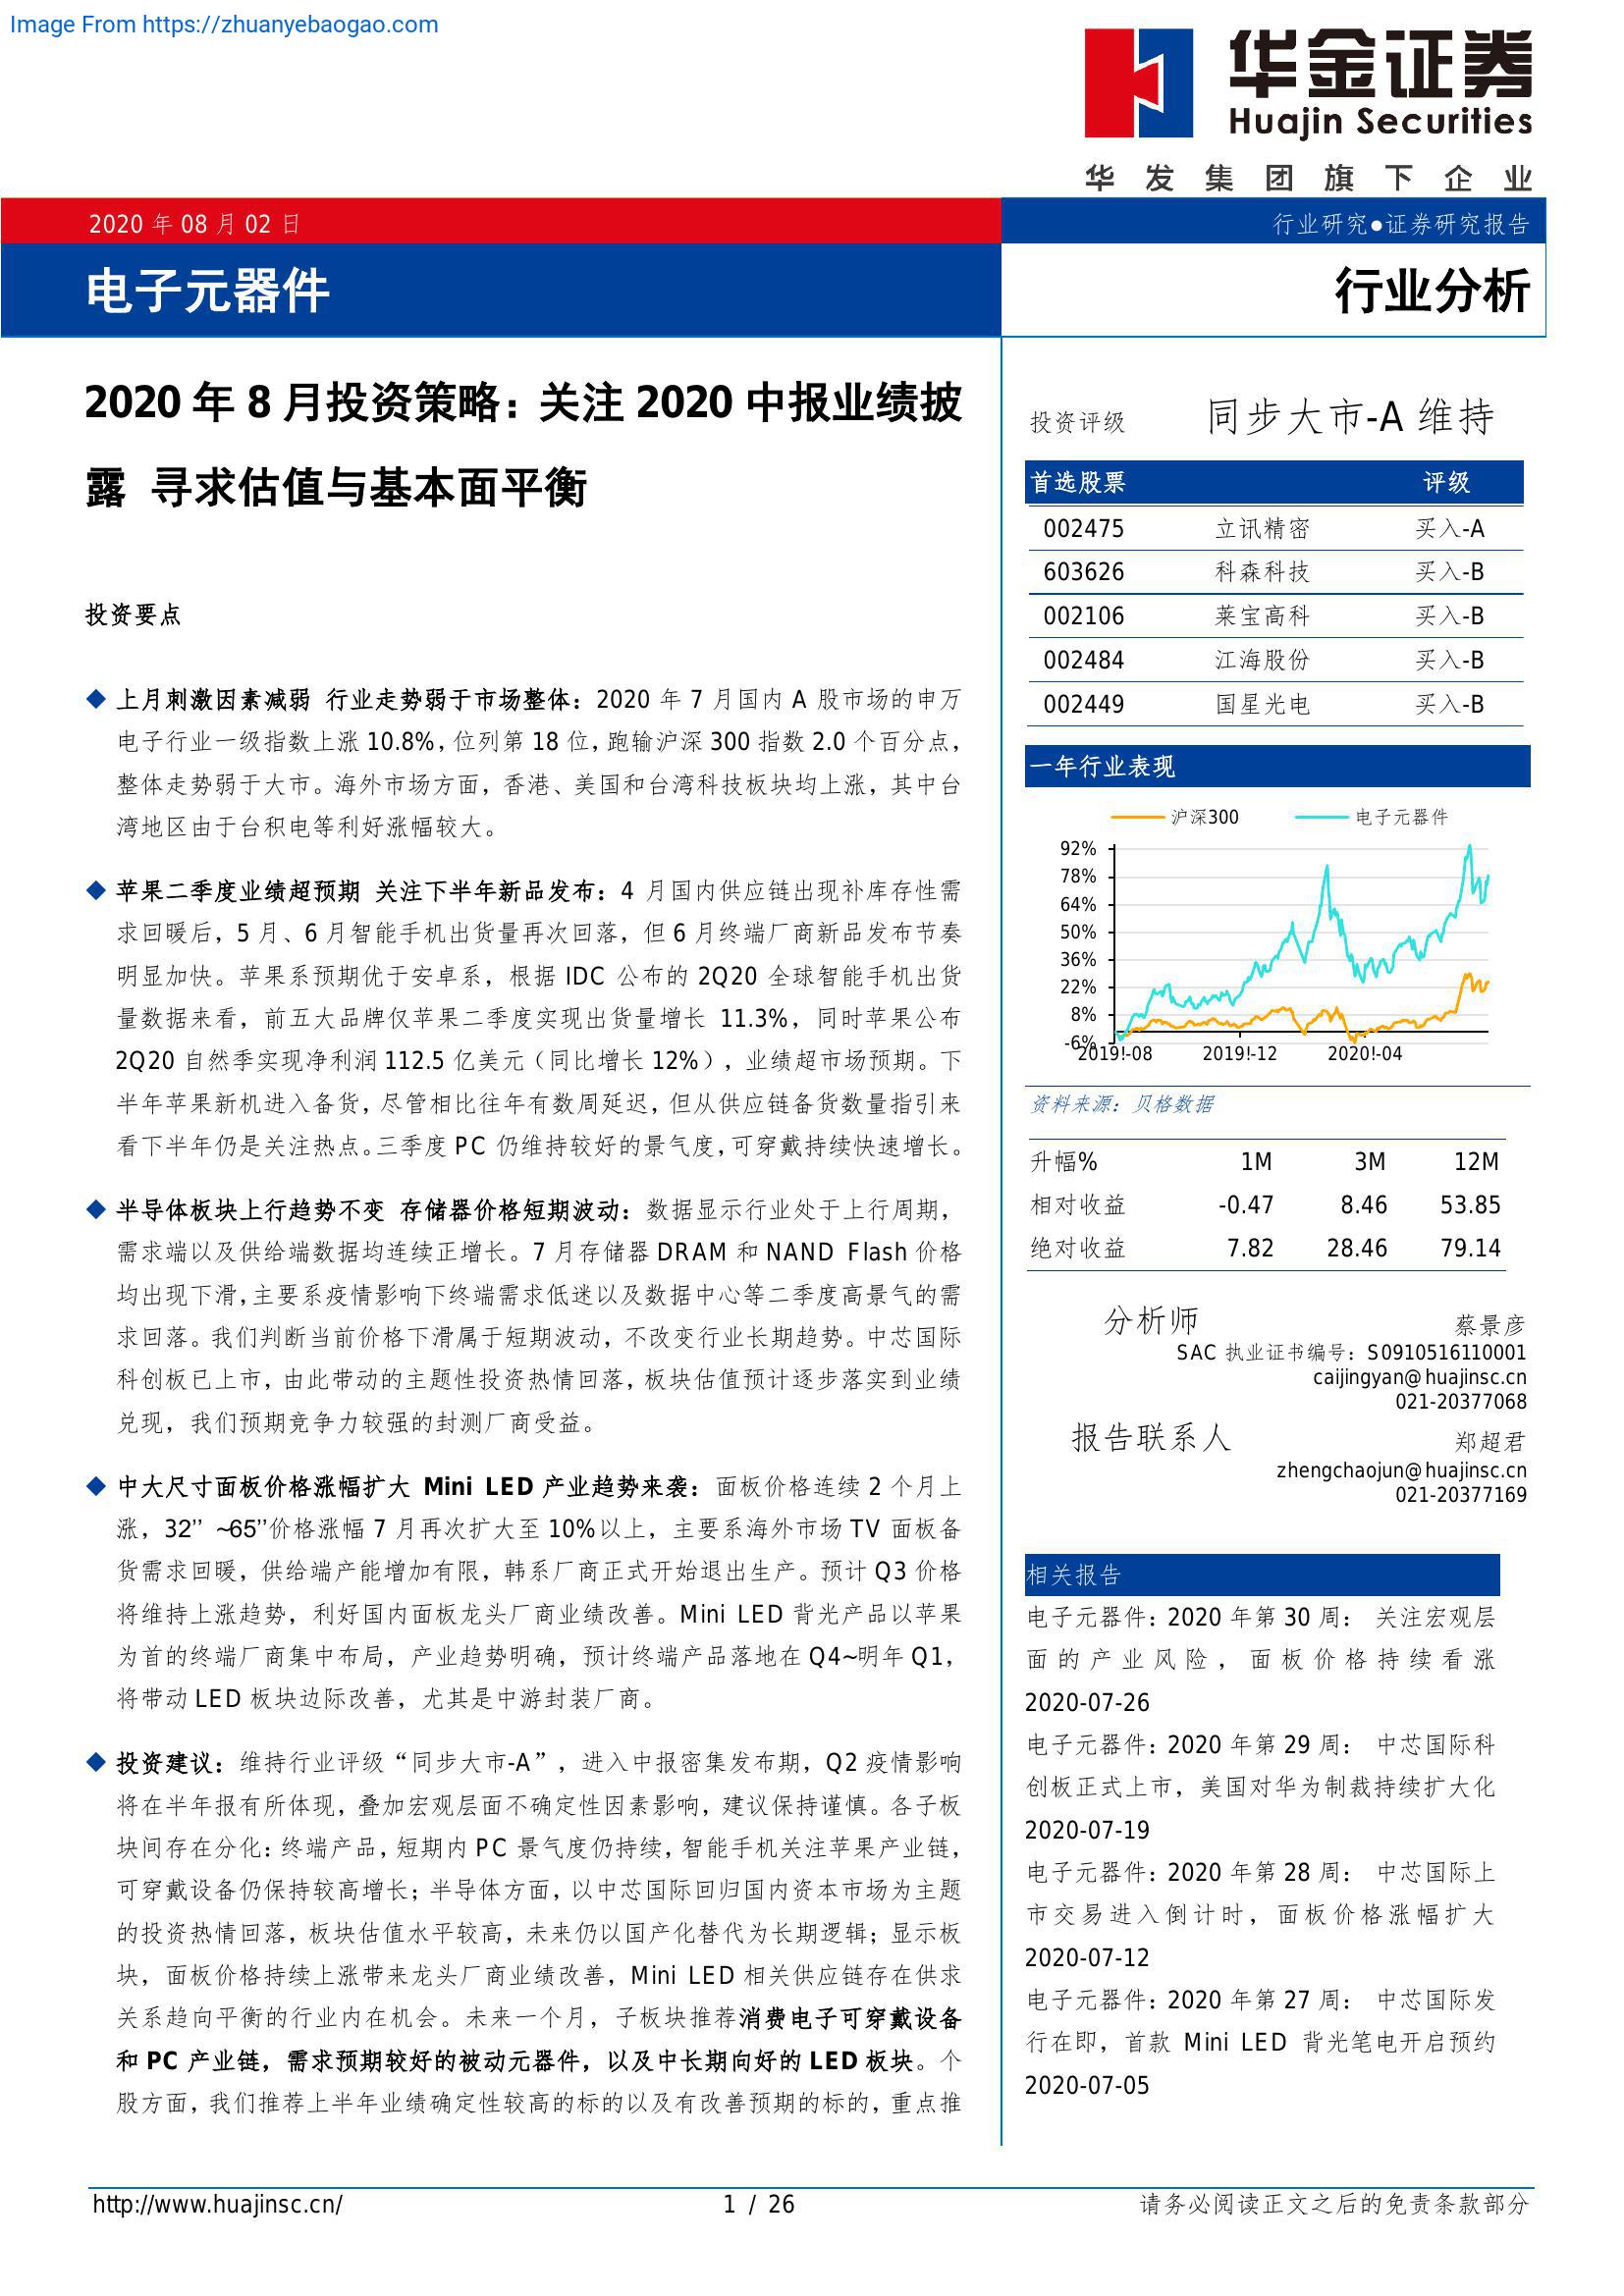 Image From https://zhuanyebaogao.com
华金证券
Huajin Securities
华发集团旗下企业
2020 年 08 月 02 日
行业研究●证券研究报告
电子元器件
行业分析
2020 年 8 月投资策略：关注 2020 中报业绩披
露 寻求估值与基本面平衡
投资要点
◆ 上月刺激因素减弱 行业走势弱于市场整体：2020 年 7 月国内 A 股市场的申万
电子行业一级指数上涨 10.8%，位列第 18 位，跑输沪深 300 指数 2.0 个百分点，
整体走势弱于大市。海外市场方面，香港、美国和台湾科技板块均上涨，其中台
湾地区由于台积电等利好涨幅较大。
◆ 苹果二季度业绩超预期 关注下半年新品发布：4 月国内供应链出现补库存性需
求回暖后，5 月、6 月智能手机出货量再次回落，但 6 月终端厂商新品发布节奏
明显加快。苹果系预期优于安卓系，根据 IDC 公布的 2Q20 全球智能手机出货
量数据来看，前五大品牌仅苹果二季度实现出货量增长 11.3%，同时苹果公布
2Q20 自然季实现净利润 112.5 亿美元（同比增长 12%），业绩超市场预期。下
半年苹果新机进入备货，尽管相比往年有数周延迟，但从供应链备货数量指引来
看下半年仍是关注热点。三季度 PC 仍维持较好的景气度，可穿戴持续快速增长。
◆ 半导体板块上行趋势不变 存储器价格短期波动：数据显示行业处于上行周期，
需求端以及供给端数据均连续正增长。7 月存储器 DRAM 和 NAND Flash 价格
均出现下滑，主要系疫情影响下终端需求低迷以及数据中心等二季度高景气的需
求回落。我们判断当前价格下滑属于短期波动，不改变行业长期趋势。中芯国际
科创板已上市，由此带动的主题性投资热情回落，板块估值预计逐步落实到业绩
兑现，我们预期竞争力较强的封测厂商受益。
◆ 中大尺寸面板价格涨幅扩大 Mini LED 产业趋势来袭：面板价格连续 2 个月上
涨，32’’ ~65’’价格涨幅 7 月再次扩大至 10%以上，主要系海外市场 TV 面板备
货需求回暖，供给端产能增加有限，韩系厂商正式开始退出生产。预计 Q3 价格
将维持上涨趋势，利好国内面板龙头厂商业绩改善。Mini LED 背光产品以苹果
为首的终端厂商集中布局，产业趋势明确，预计终端产品落地在 Q4~明年 Q1，
将带动 LED 板块边际改善，尤其是中游封装厂商。
◆ 投资建议：维持行业评级“同步大市-A”，进入中报密集发布期，Q2 疫情影响
将在半年报有所体现，叠加宏观层面不确定性因素影响，建议保持谨慎。各子板
块间存在分化：终端产品，短期内 PC 景气度仍持续，智能手机关注苹果产业链，
可穿戴设备仍保持较高增长；半导体方面，以中芯国际回归国内资本市场为主题
的投资热情回落，板块估值水平较高，未来仍以国产化替代为长期逻辑；显示板
块，面板价格持续上涨带来龙头厂商业绩改善，Mini LED 相关供应链存在供求
关系趋向平衡的行业内在机会。未来一个月，子板块推荐消费电子可穿戴设备
和 PC 产业链，需求预期较好的被动元器件，以及中长期向好的 LED 板块。个
股方面，我们推荐上半年业绩确定性较高的标的以及有改善预期的标的，重点推
投资评级 同步大市-A 维持
首选股票 评级
002475 立讯精密 买入-A
603626 科森科技 买入-B
002106 莱宝高科 买入-B
002484 江海股份 买入-B
002449 国星光电 买入-B
一年行业表现
沪深300 电子元器件
92%
78%
64%
50%
36%
22%
8%
-6%
2019!-08 2019!-12 2020!-04
资料来源：贝格数据
升幅% 1M 3M 12M
相对收益 -0.47 8.46 53.85
绝对收益 7.82 28.46 79.14
分析师 蔡景彦
SAC 执业证书编号：S0910516110001
caijingyan@huajinsc.cn
021-20377068
报告联系人 郑超君
zhengchaojun@huajinsc.cn
021-20377169
相关报告
电子元器件：2020 年第 30 周： 关注宏观层
面的产业风险，面板价格持续看涨
2020-07-26
电子元器件：2020 年第 29 周： 中芯国际科
创板正式上市，美国对华为制裁持续扩大化
2020-07-19
电子元器件：2020 年第 28 周： 中芯国际上
市交易进入倒计时，面板价格涨幅扩大
2020-07-12
电子元器件：2020 年第 27 周： 中芯国际发
行在即，首款 Mini LED 背光笔电开启预约
2020-07-05
http://www.huajinsc.cn/
1 / 26
请务必阅读正文之后的免责条款部分